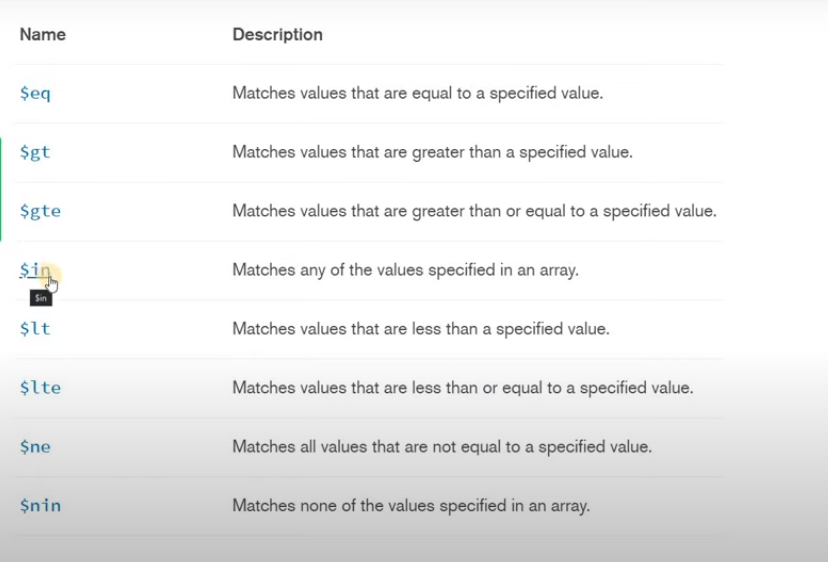 Name Description
$eq Matches values that are equal to a specified value.
$gt Matches values that are greater than a specified value.
$gte Matches values that are greater than or equal to a specified value.
$in Matches any of the values specified in an array.
$in
$lt Matches values that are less than a specified value.
$lte Matches values that are less than or equal to a specified value.
$ne Matches all values that are not equal to a specified value.
$nin Matches none of the values specified in an array.